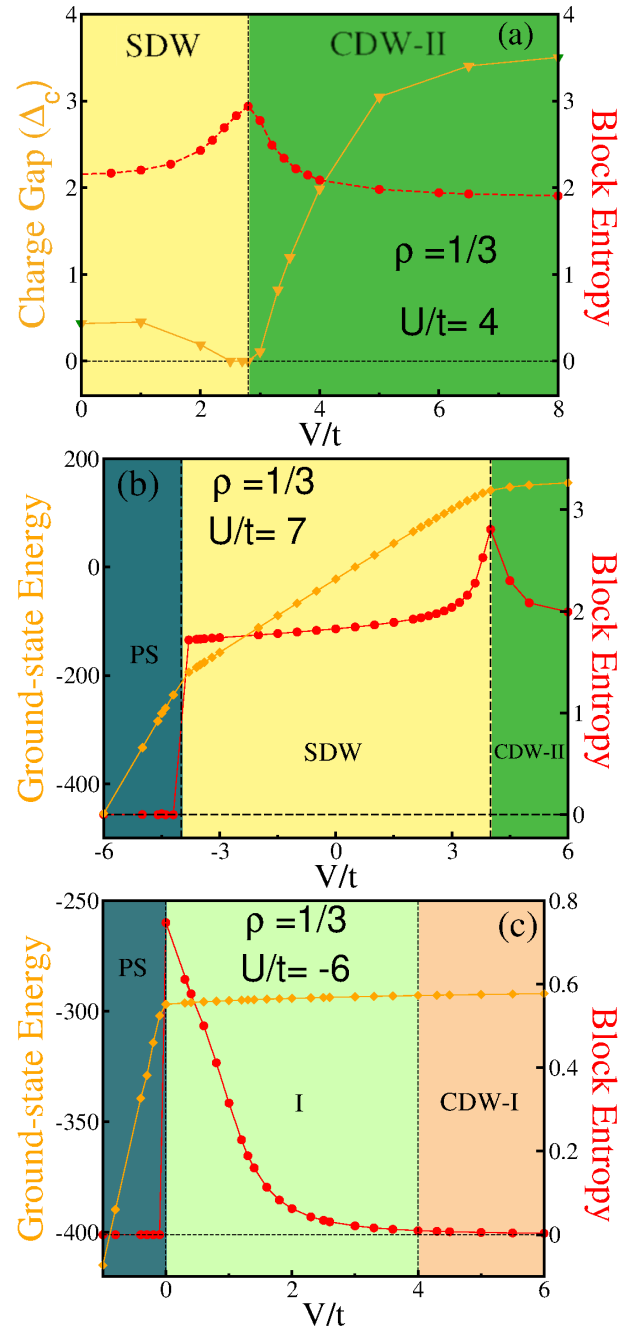 SDW
CDW-II
(a)
4
3
2
1
0
Charge Gap (Δc)
4
3
2
1
0
Block Entropy
ρ =1/3
U/t= 4
0
2
4
6
8
V/t
(b)
ρ =1/3
U/t= 7
200
0
-200
-400
Ground-state Energy
3
2
1
0
Block Entropy
PS
SDW
CDW-II
-6
-3
0
3
6
V/t
(c)
ρ =1/3
U/t= -6
-250
-300
-350
-400
Ground-state Energy
0.8
0.6
0.4
0.2
0
Block Entropy
PS
I
CDW-I
0
2
4
6
V/t